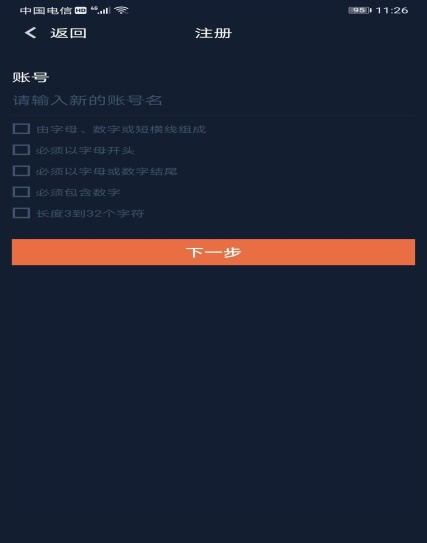 中国电信 HD 4G 95 11:26
返回 注册
账号
请输入新的账号名
由字母、数字或短横线组成
必须以字母开头
必须以字母或数字结尾
必须包含数字
长度3到32个字符
下一步